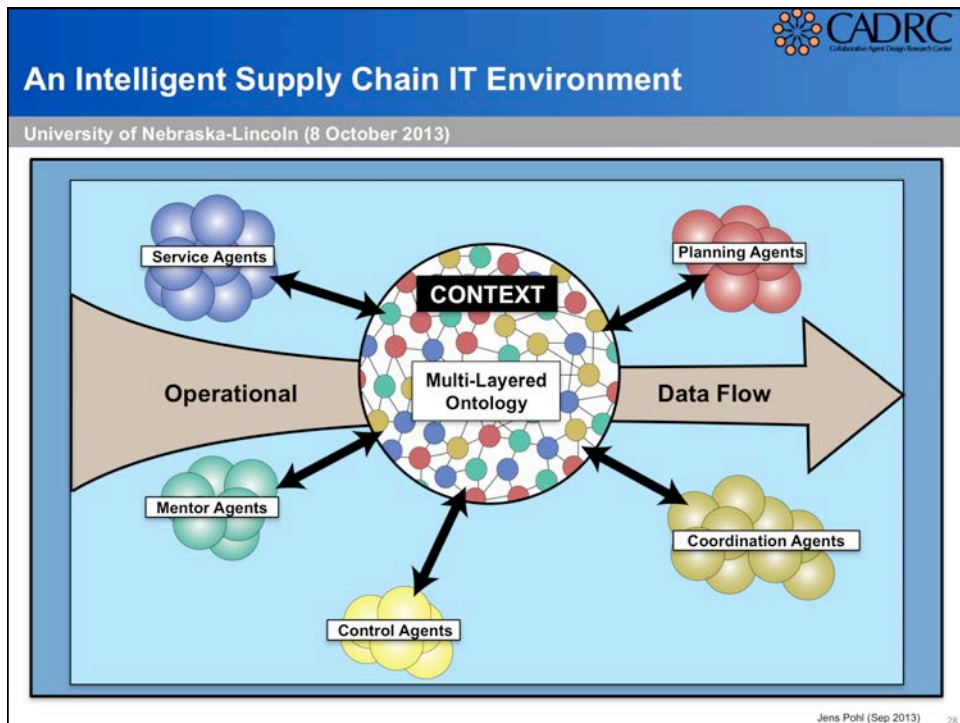 CADRC
Collaborative Agent Design Research Center
An Intelligent Supply Chain IT Environment
University of Nebraska-Lincoln (8 October 2013)
Service Agents
Planning Agents
CONTEXT
Multi-Layered
Ontology
Operational
Data Flow
Mentor Agents
Coordination Agents
Control Agents
Jens Pohl (Sep 2013)
28